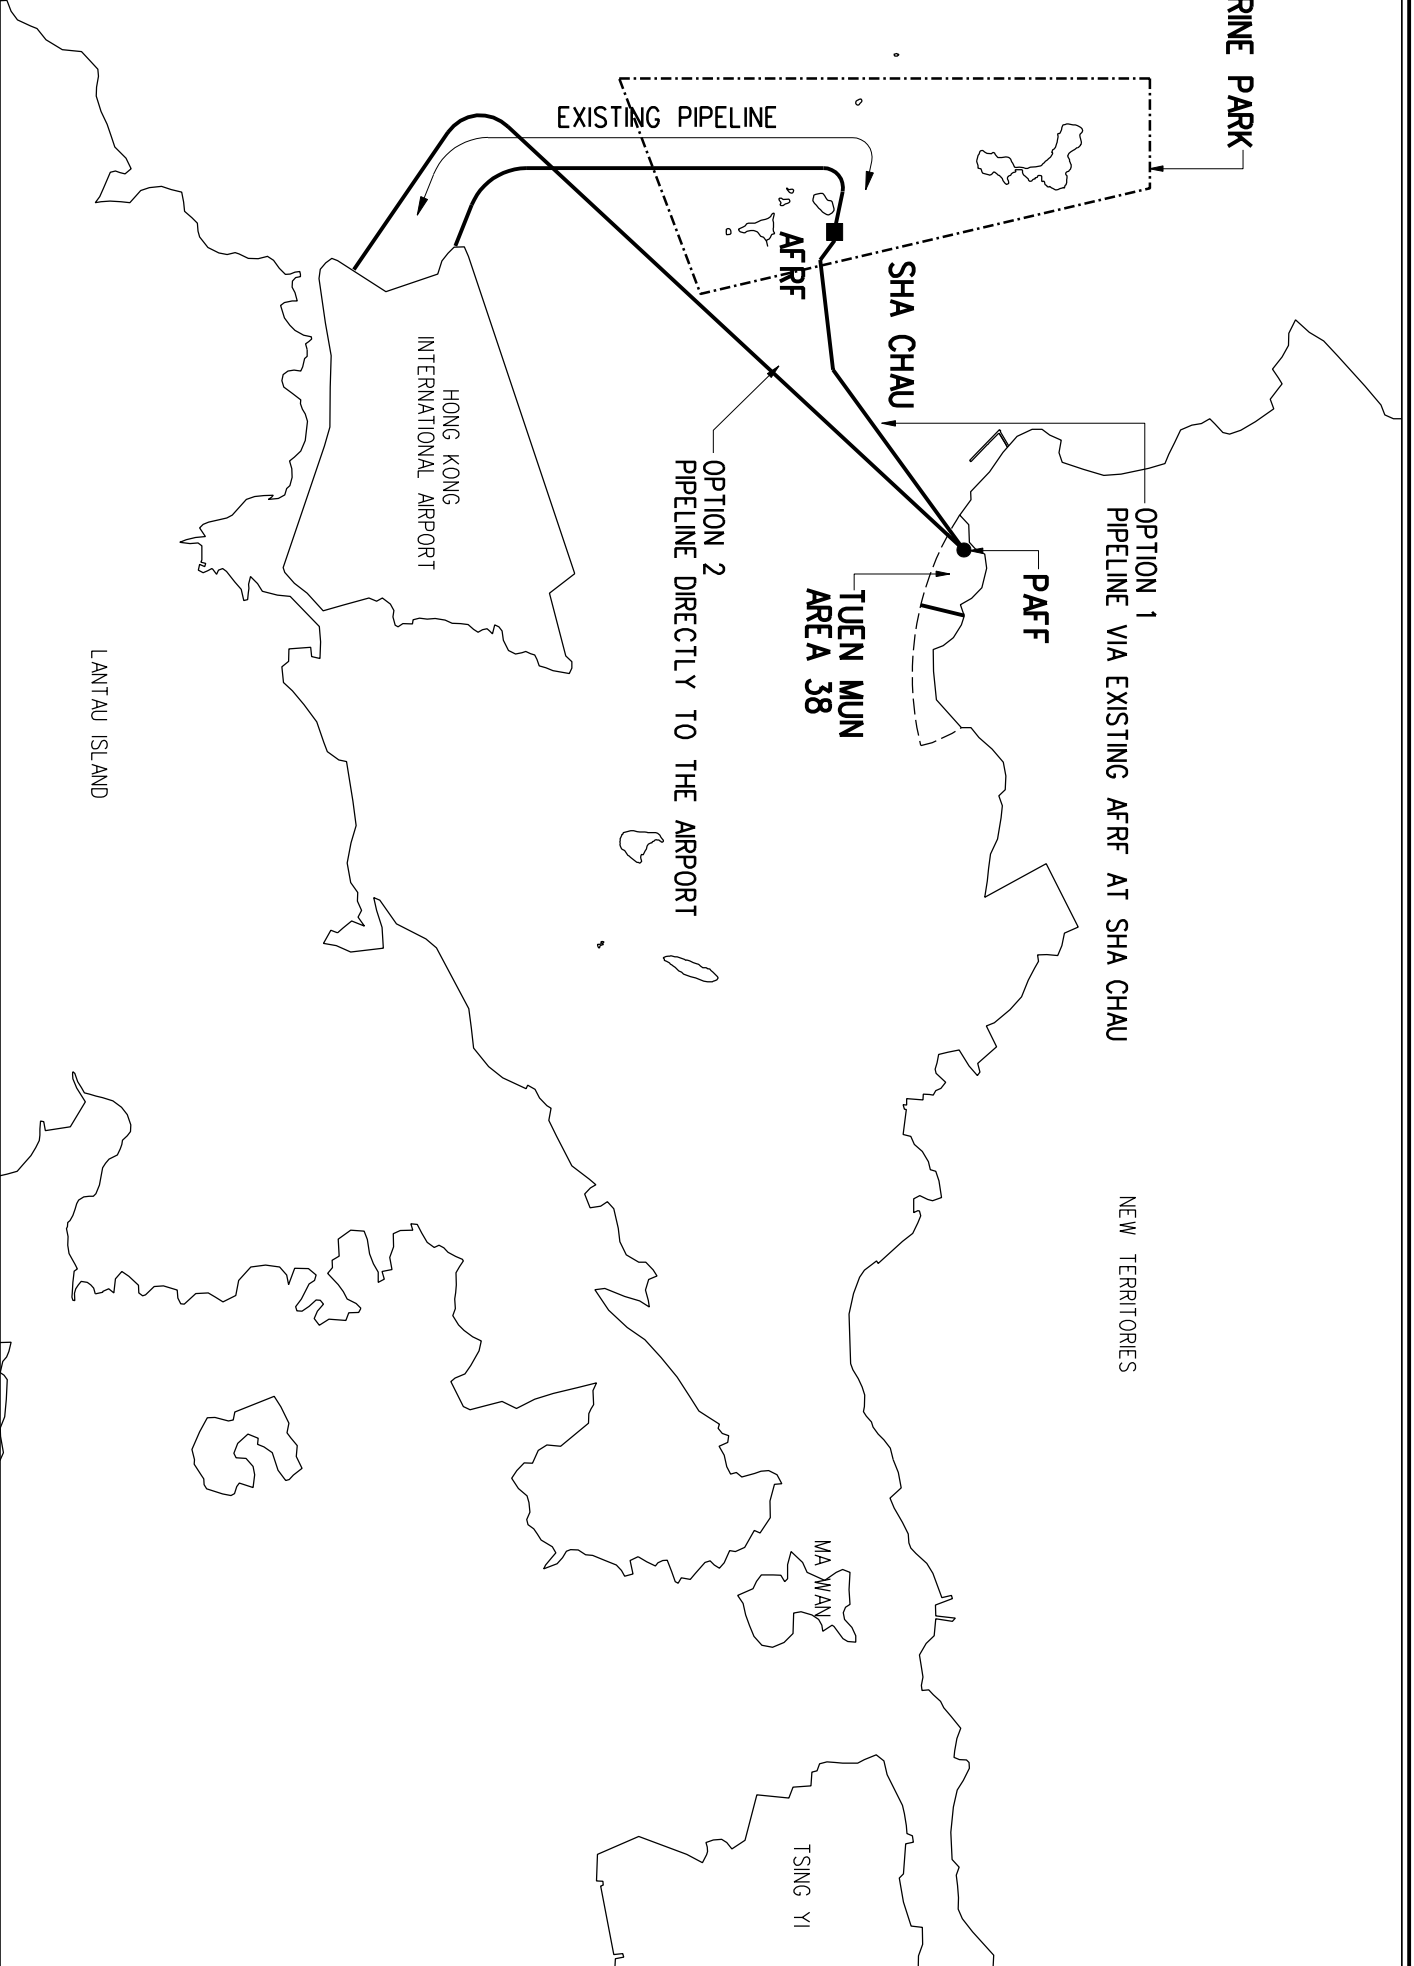 RINE PARK
EXISTING PIPELINE
SHA CHAU
AFRF
OPTION 1
PIPELINE VIA EXISTING AFRF AT SHA CHAU
PAFF
TUEN MUN
AREA 38
OPTION 2
PIPELINE DIRECTLY TO THE AIRPORT
HONG KONG
INTERNATIONAL AIRPORT
LANTAU ISLAND
NEW TERRITORIES
MA WAN
TSING YI